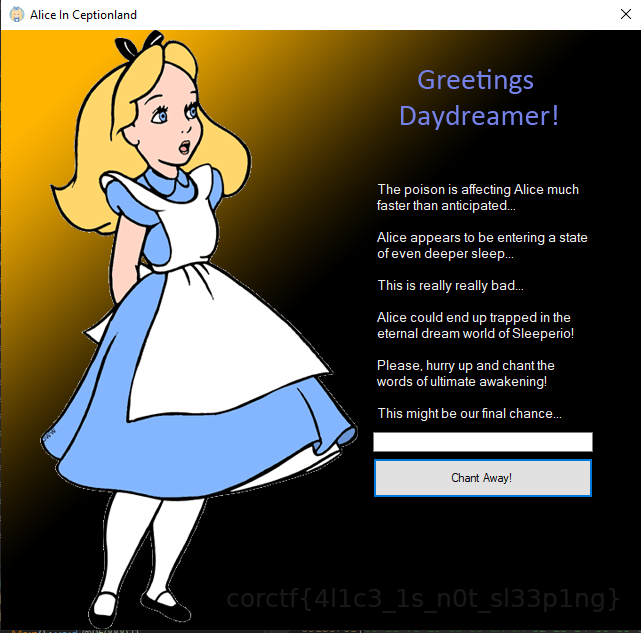 Alice In Ceptionland
Greetings
Daydreamer!
The poison is affecting Alice much
faster than anticipated...
Alice appears to be entering a state
of even deeper sleep...
This is really really bad...
Alice could end up trapped in the
eternal dream world of Sleeperio!
Please, hurry up and chant the
words of ultimate awakening!
This might be our final chance...
Chant Away!
corctf{4l1c3_1s_n0t_sl33p1ng}